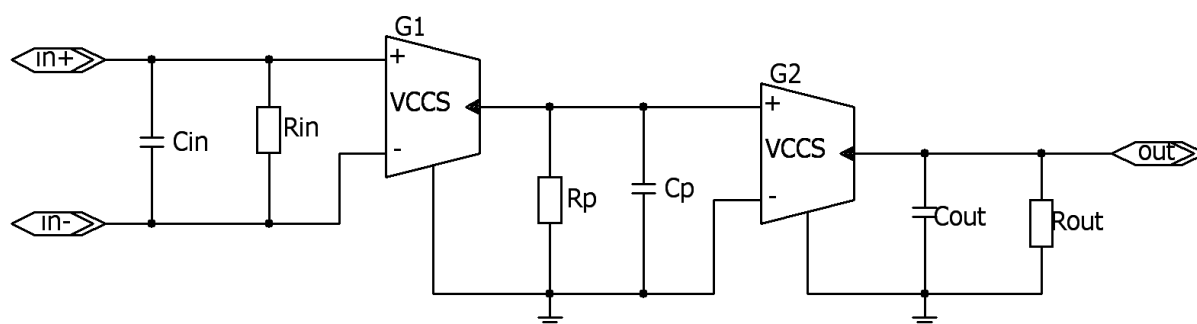 G1
in+
+
VCCS
Cin
Rin
-
in-
G2
+
VCCS
-
Rp
Cp
out
Cout
Rout